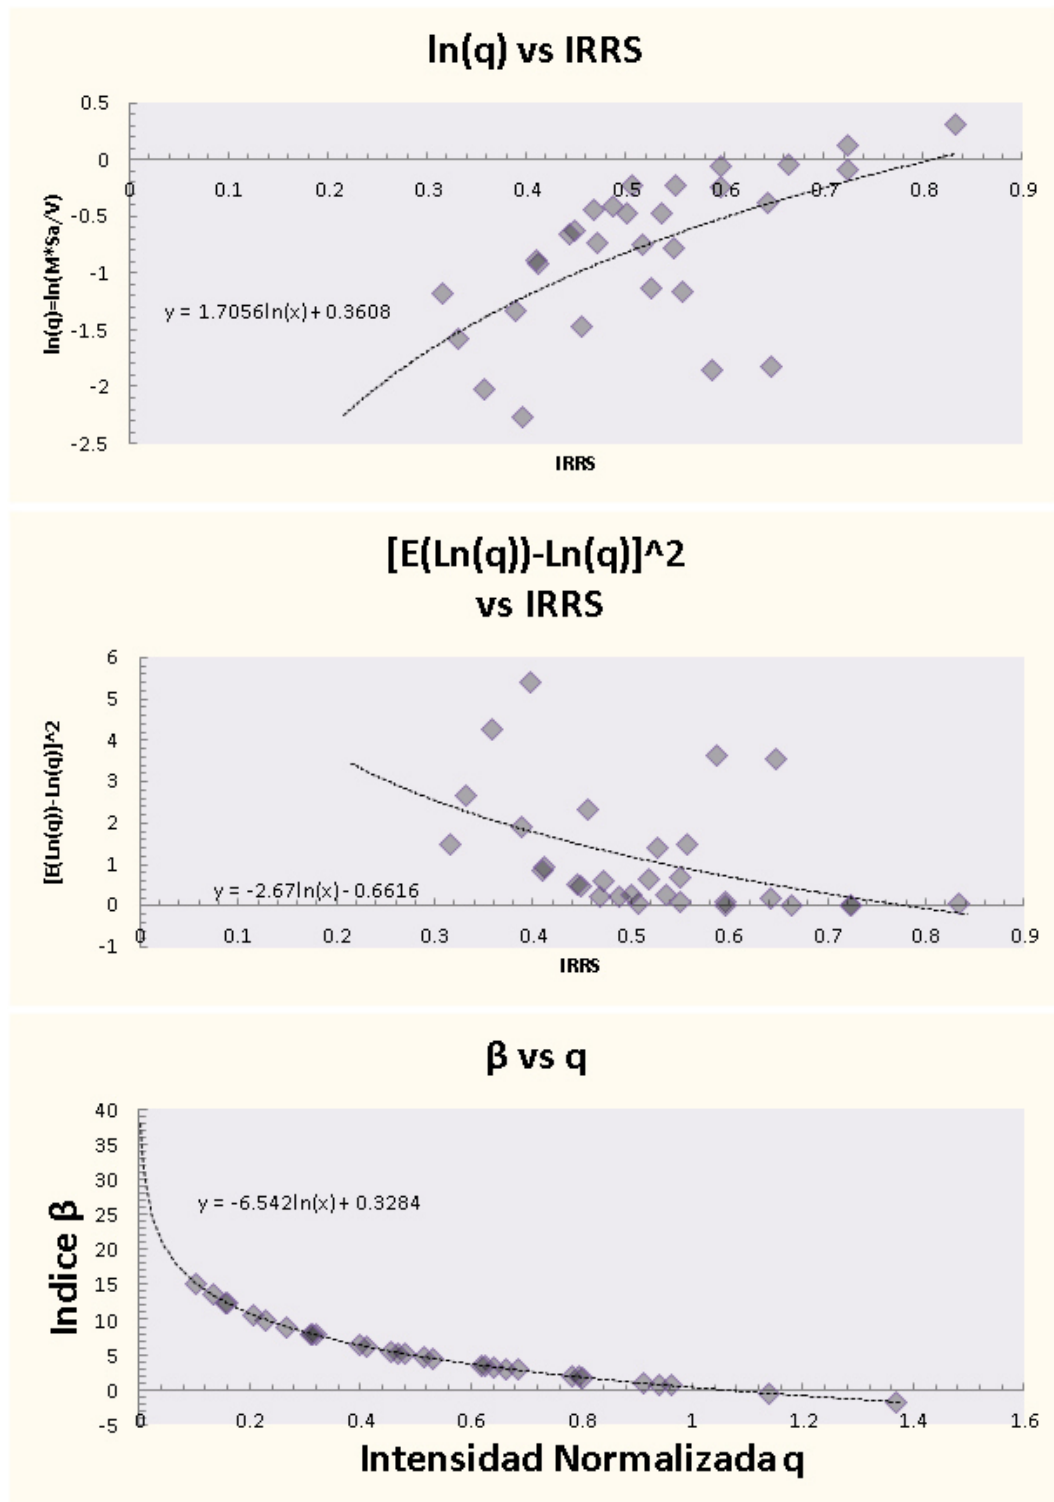 ln(q) vs IRRS
0.5
0
-0.5
-1
-1.5
-2
-2.5
0 0.1 0.2 0.3 0.4 0.5 0.6 0.7 0.8 0.9
ln(q)=ln(M*Sa/V)
y = 1.7056ln(x) + 0.3608
IRRS
[E(Ln(q))-Ln(q)]^2
vs IRRS
6
5
4
3
2
1
0
-1
[E(Ln(q))-Ln(q)]^2
y = -2.67ln(x) - 0.6616
0 0.1 0.2 0.3 0.4 0.5 0.6 0.7 0.8 0.9
IRRS
β vs q
40
35
30
25
20
15
10
5
0
-5
Indice β
y = -6.542ln(x) + 0.3284
0 0.2 0.4 0.6 0.8 1 1.2 1.4 1.6
Intensidad Normalizada q